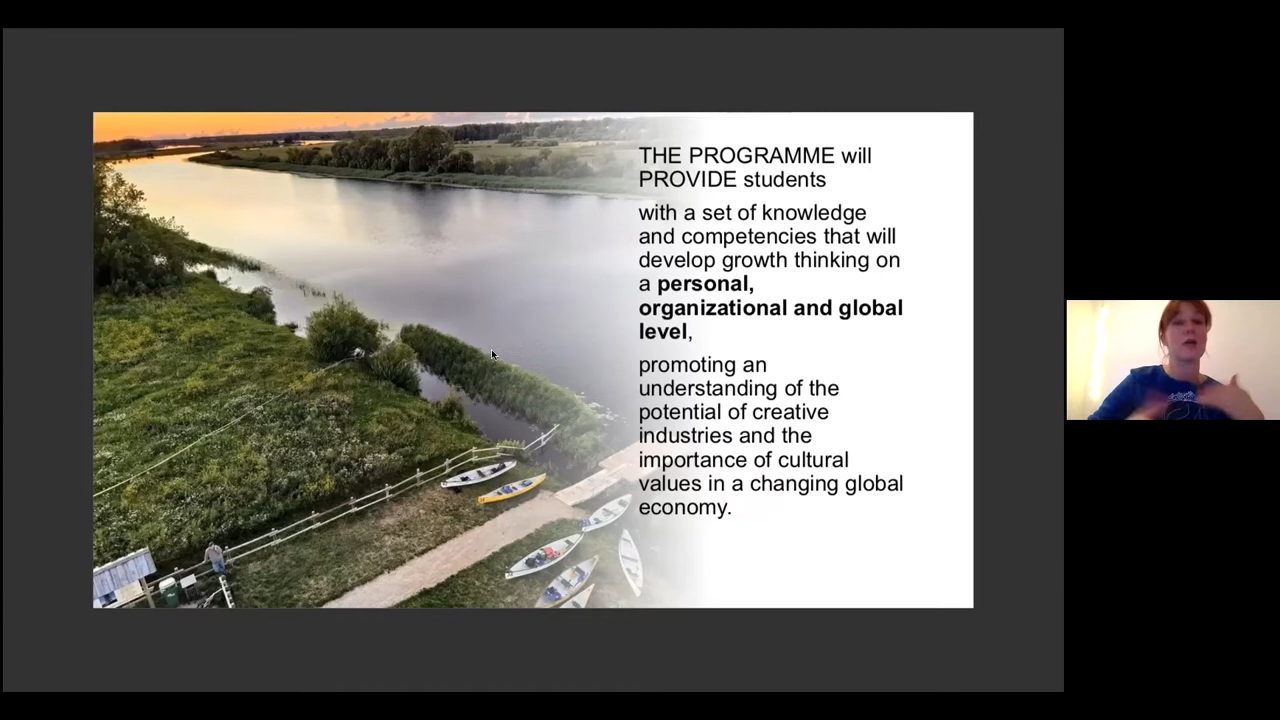 THE PROGRAMME will
PROVIDE students
with a set of knowledge
and competencies that will
develop growth thinking on
a personal,
organizational and global
level,
promoting an
understanding of the
potential of creative
industries and the
importance of cultural
values in a changing global
economy.